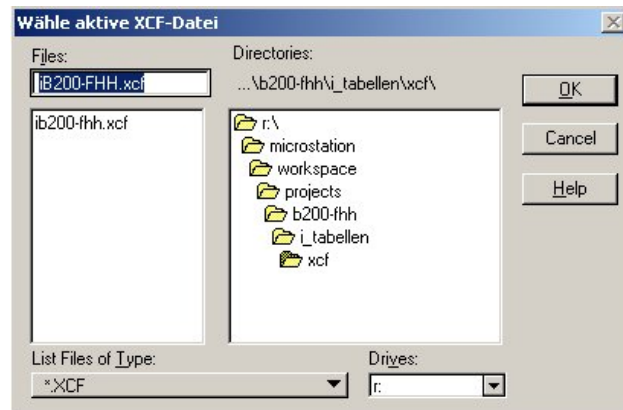 Wähle aktive XCF-Datei
Files:
iB200-FHH.xcf
ib200-fhh.xcf
Directories:
...\b200-fhh\i_tabellen\xcf\
r:\
microstation
workspace
projects
b200-fhh
i_tabellen
xcf
OK
Cancel
Help
List Files of Type:
*.XCF
Drives:
r: